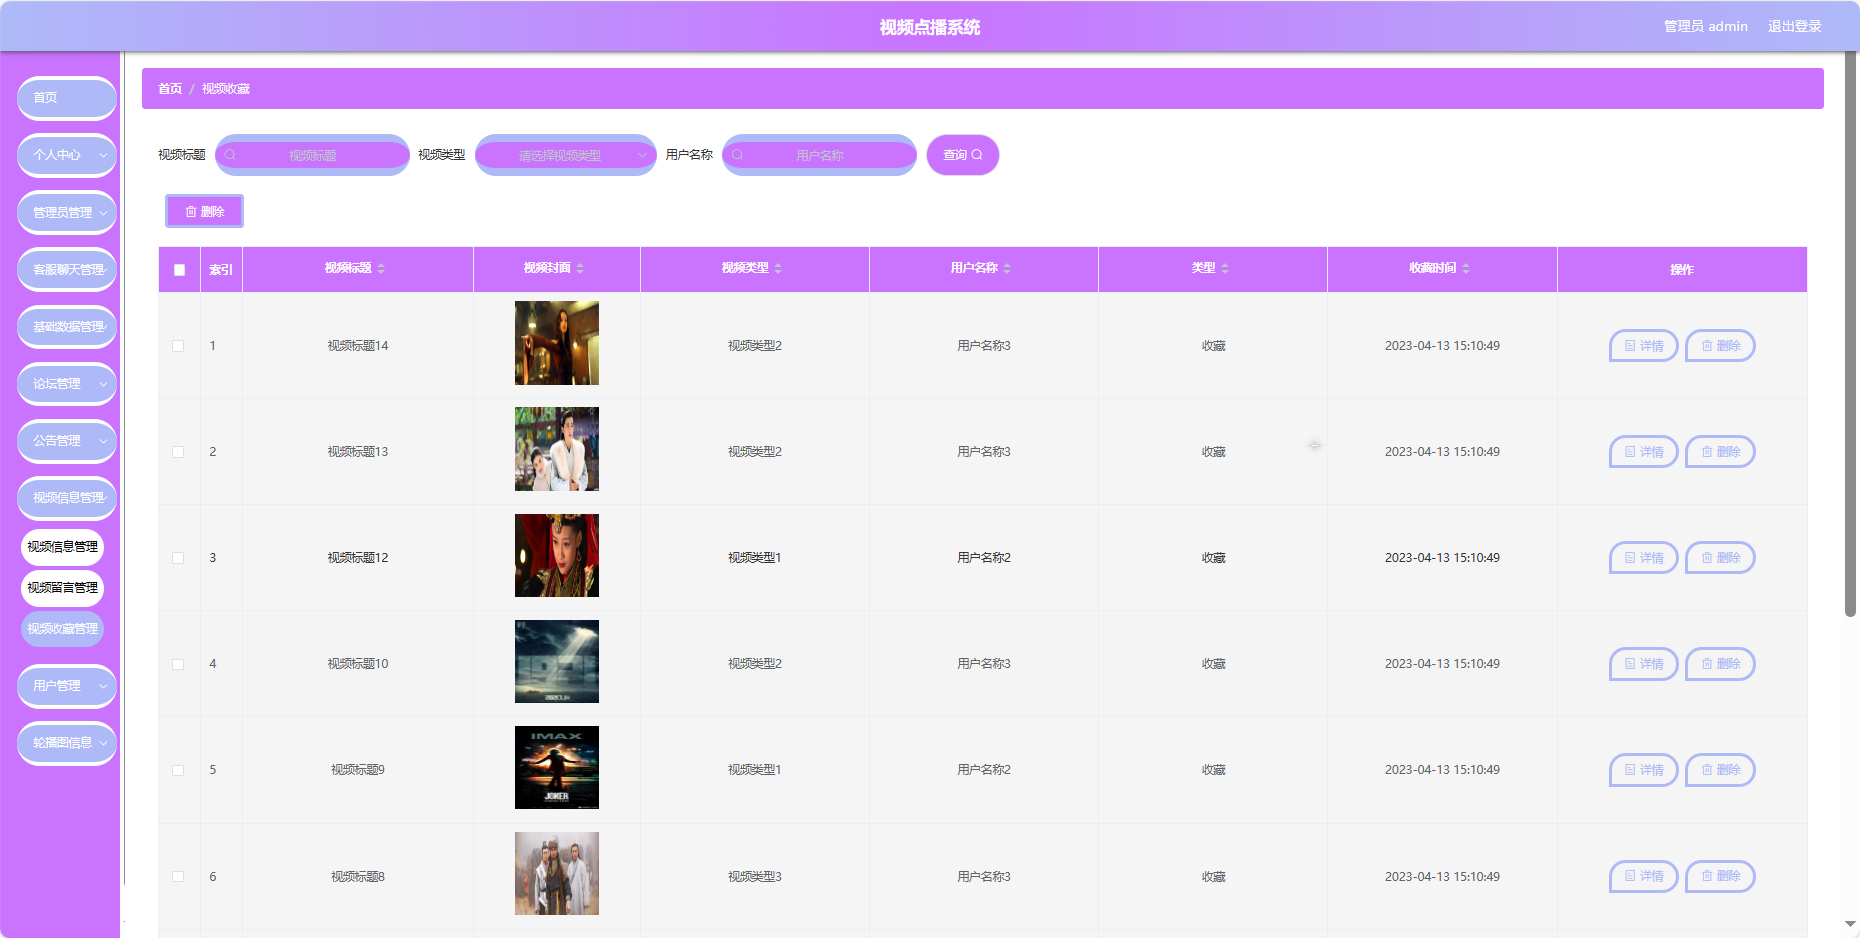 视频点播系统
管理员 admin 退出登录
首页
个人中心
管理员管理
客服聊天管理
基础数据管理
论坛管理
公告管理
视频信息管理
视频信息管理
视频留言管理
视频收藏管理
用户管理
轮播图信息
首页 / 视频收藏
视频标题 视频标题 视频类型 请选择视频类型 用户名称 用户名称 查询
删除
索引 视频标题 视频封面 视频类型 用户名称 类型 收藏时间 操作
1 视频标题14 视频类型2 用户名称3 收藏 2023-04-13 15:10:49 详情 删除
2 视频标题13 视频类型2 用户名称3 收藏 2023-04-13 15:10:49 详情 删除
3 视频标题12 视频类型1 用户名称2 收藏 2023-04-13 15:10:49 详情 删除
4 视频标题10 视频类型2 用户名称3 收藏 2023-04-13 15:10:49 详情 删除
IMAX
JOKER
5 视频标题9 视频类型1 用户名称2 收藏 2023-04-13 15:10:49 详情 删除
6 视频标题8 视频类型3 用户名称3 收藏 2023-04-13 15:10:49 详情 删除